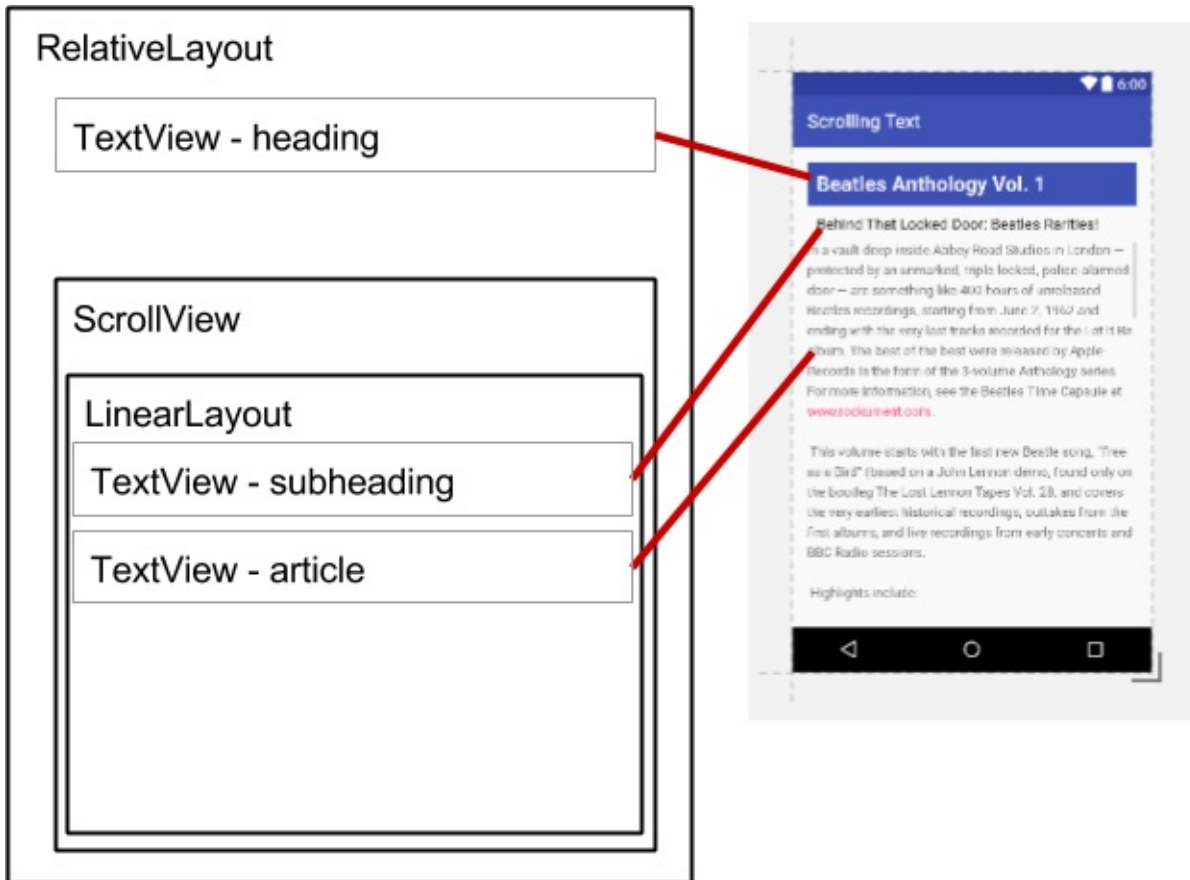 RelativeLayout
TextView - heading
ScrollView
LinearLayout
TextView - subheading
TextView - article
6:00
Scrolling Text
Beatles Anthology Vol. 1
Behind That Locked Door: Beatles Rarities!
In a vault deep inside Abbey Road Studios in London —
protected by an unmarked, triple locked, police-alarmed
door — are something like 400 hours of unreleased
Beatles recordings, starting from June 2, 1962 and
ending with the very last tracks recorded for the Let It Be
album. The best of the best were released by Apple
Records in the form of the 3-volume Anthology series.
For more information, see the Beatles Time Capsule at
www.rockument.com.
This volume starts with the first new Beatle song, "Free
as a Bird" (based on a John Lennon demo, found only on
the bootleg The Lost Lennon Tapes Vol. 28, and covers
the very earliest historical recordings, outtakes from the
first albums, and live recordings from early concerts and
BBC Radio sessions.
Highlights include: